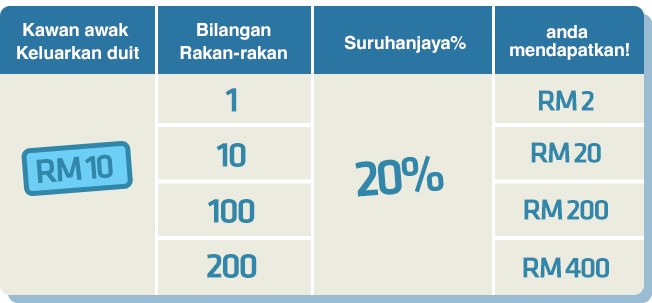 Kawan awak
Keluarkan duit
Bilangan
Rakan-rakan
Suruhanjaya%
anda
mendapatkan!
RM 10
1
10
100
200
20%
RM 2
RM 20
RM 200
RM 400